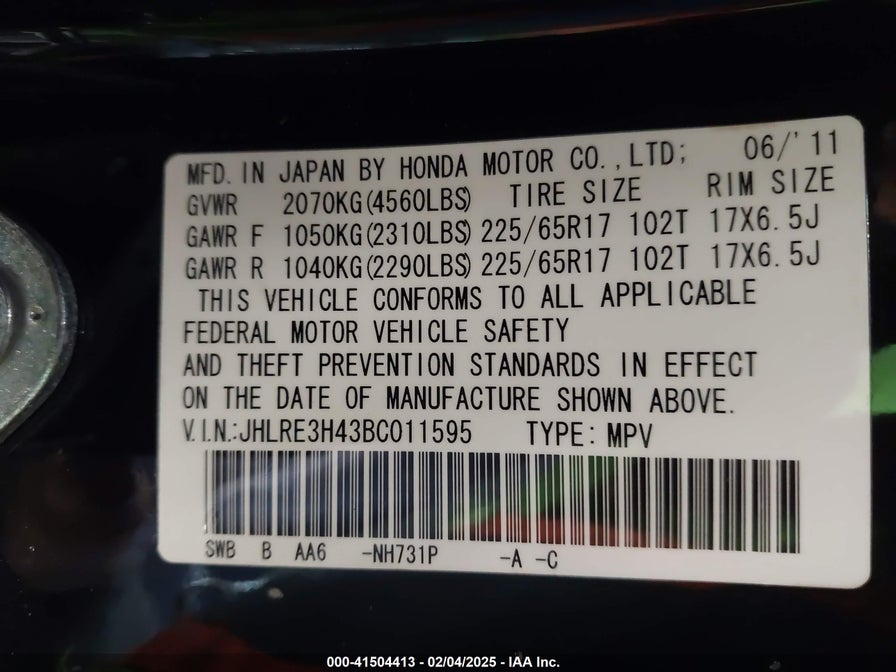 MFD. IN JAPAN BY HONDA MOTOR CO.,LTD; 06/'11
GVWR 2070KG(4560LBS) TIRE SIZE RIM SIZE
GAWR F 1050KG(2310LBS) 225/65R17 102T 17X6.5J
GAWR R 1040KG(2290LBS) 225/65R17 102T 17X6.5J
THIS VEHICLE CONFORMS TO ALL APPLICABLE
FEDERAL MOTOR VEHICLE SAFETY
AND THEFT PREVENTION STANDARDS IN EFFECT
ON THE DATE OF MANUFACTURE SHOWN ABOVE.
V.I.N.:JHLRE3H43BC011595 TYPE: MPV
SWB B AA6 -NH731P -A -C
000-41504413 - 02/04/2025 - IAA Inc.